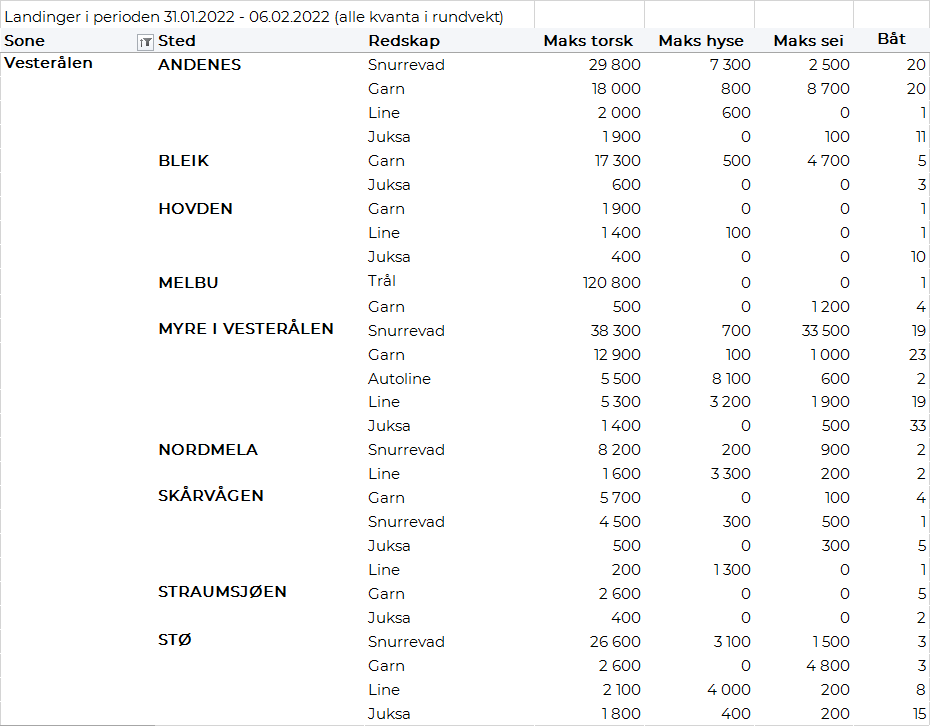 Landinger i perioden 31.01.2022 - 06.02.2022 (alle kvanta i rundvekt)
Sone Sted Redskap Maks torsk Maks hyse Maks sei Båt
Vesterålen ANDENES Snurrevad 29 800 7 300 2 500 20
Garn 18 000 800 8 700 20
Line 2 000 600 0 1
Juksa 1 900 0 100 11
BLEIK Garn 17 300 500 4 700 5
Juksa 600 0 0 3
HOVDEN Garn 1 900 0 0 1
Line 1 400 100 0 1
Juksa 400 0 0 10
MELBU Trål 120 800 0 0 1
Garn 500 0 1 200 4
MYRE I VESTERÅLEN Snurrevad 38 300 700 33 500 19
Garn 12 900 100 1 000 23
Autoline 5 500 8 100 600 2
Line 5 300 3 200 1 900 19
Juksa 1 400 0 500 33
NORDMELA Snurrevad 8 200 200 900 2
Line 1 600 3 300 200 2
SKÅRVÅGEN Garn 5 700 0 100 4
Snurrevad 4 500 300 500 1
Juksa 500 0 300 5
Line 200 1 300 0 1
STRAUMSJØEN Garn 2 600 0 0 5
Juksa 400 0 0 2
STØ Snurrevad 26 600 3 100 1 500 3
Garn 2 600 0 4 800 3
Line 2 100 4 000 200 8
Juksa 1 800 400 200 15